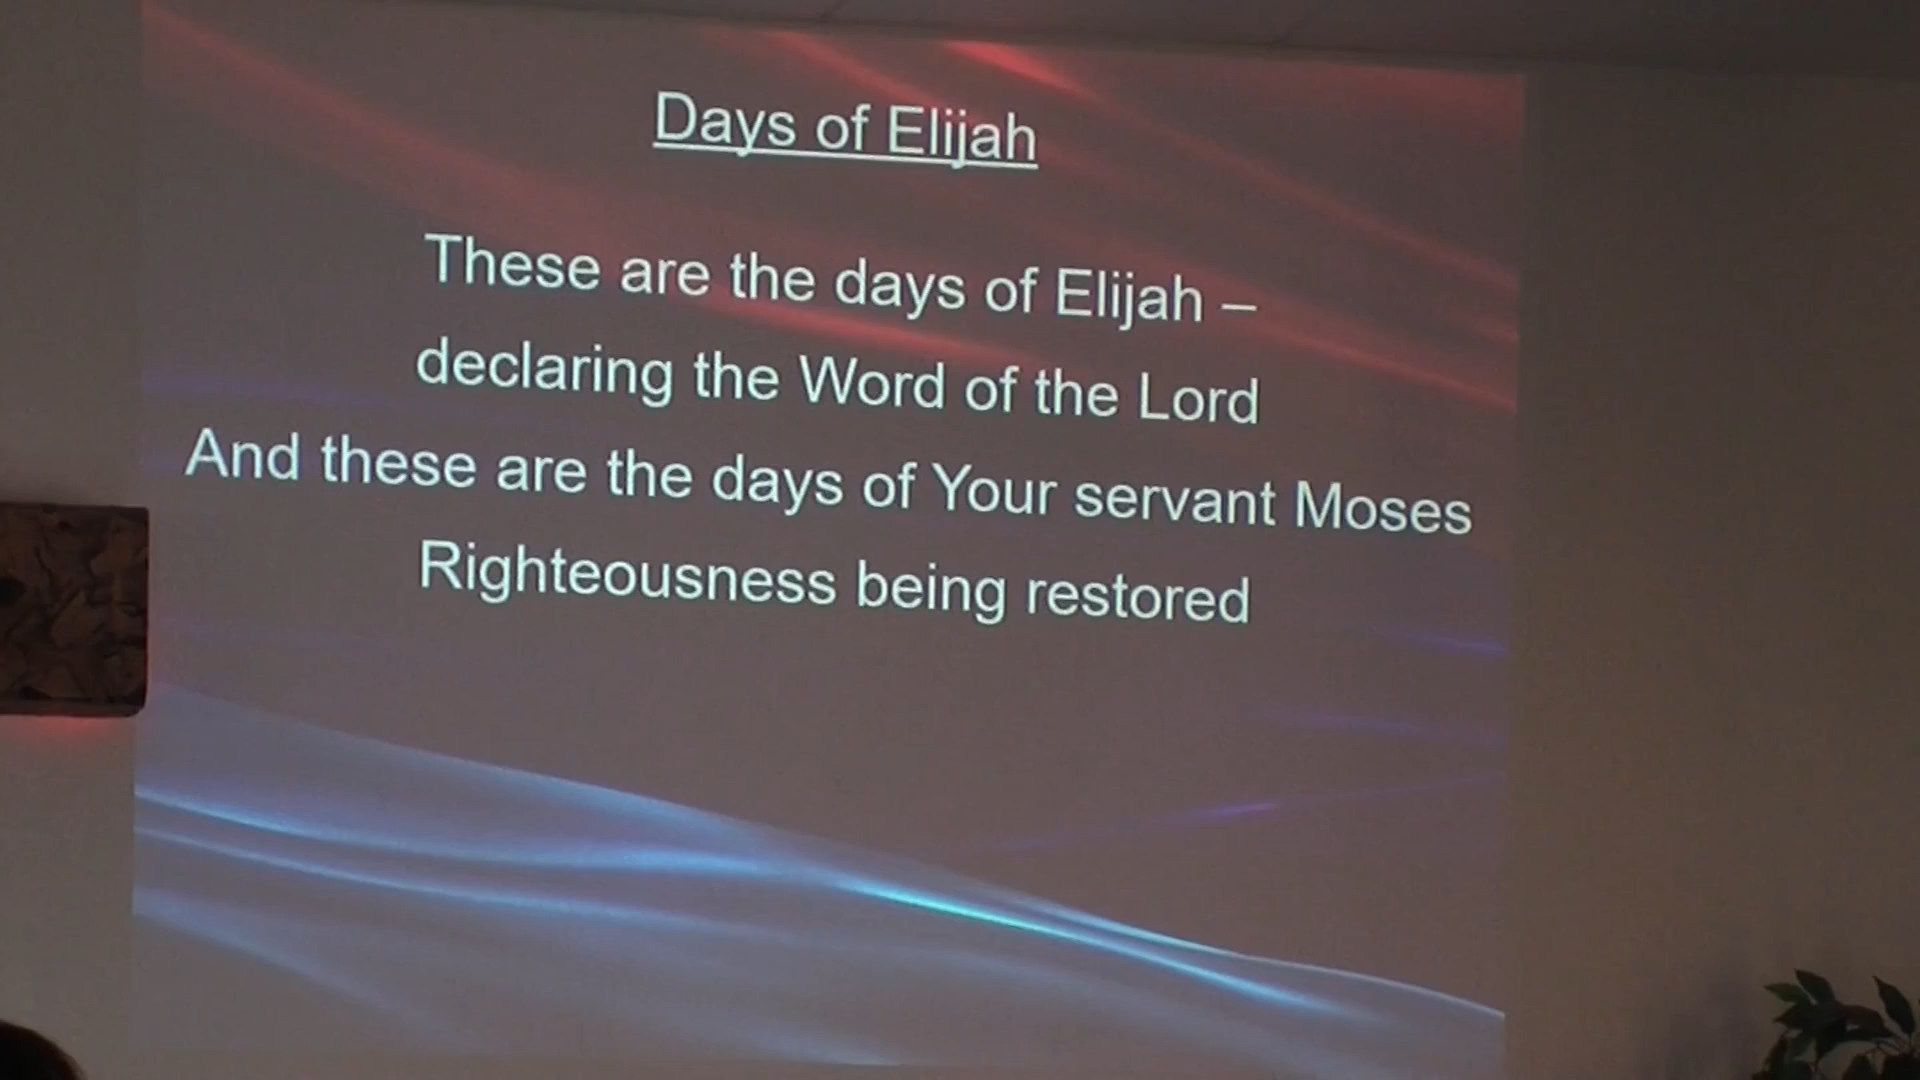 Days of Elijah
These are the days of Elijah –
declaring the Word of the Lord
And these are the days of Your servant Moses
Righteousness being restored